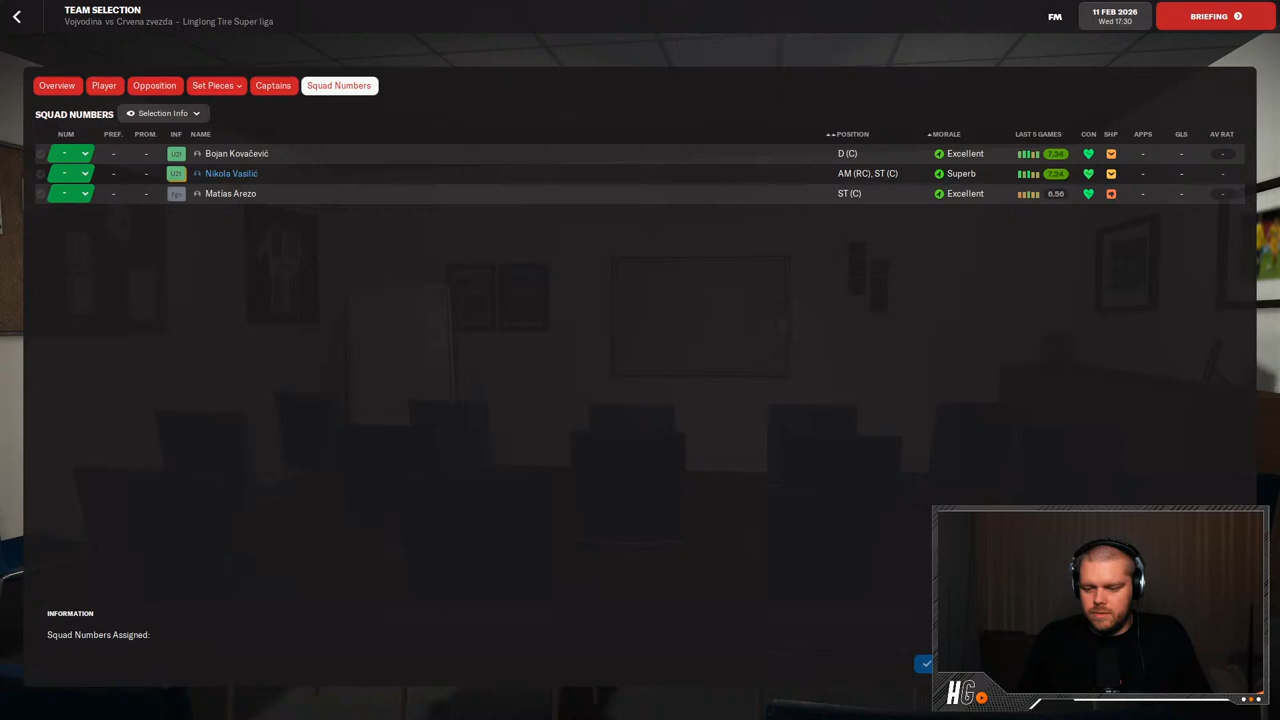 TEAM SELECTION
Vojvodina vs Crvena zvezda - Linglong Tire Super liga
FM
11 FEB 2026
Wed 17:30
BRIEFING
Overview
Player
Opposition
Set Pieces
Captains
Squad Numbers
SQUAD NUMBERS
Selection Info
NUM PREF. PROM. INF NAME POSITION MORALE LAST 5 GAMES CON SHP APPS GLS AV RAT
- - - U21 Bojan Kovačević D (C) Excellent 7.34 - - -
- - - U21 Nikola Vasilić AM (RC), ST (C) Superb 7.24 - - -
- - - Fgn Matías Arezo ST (C) Excellent 6.56 - - -
INFORMATION
Squad Numbers Assigned:
HG